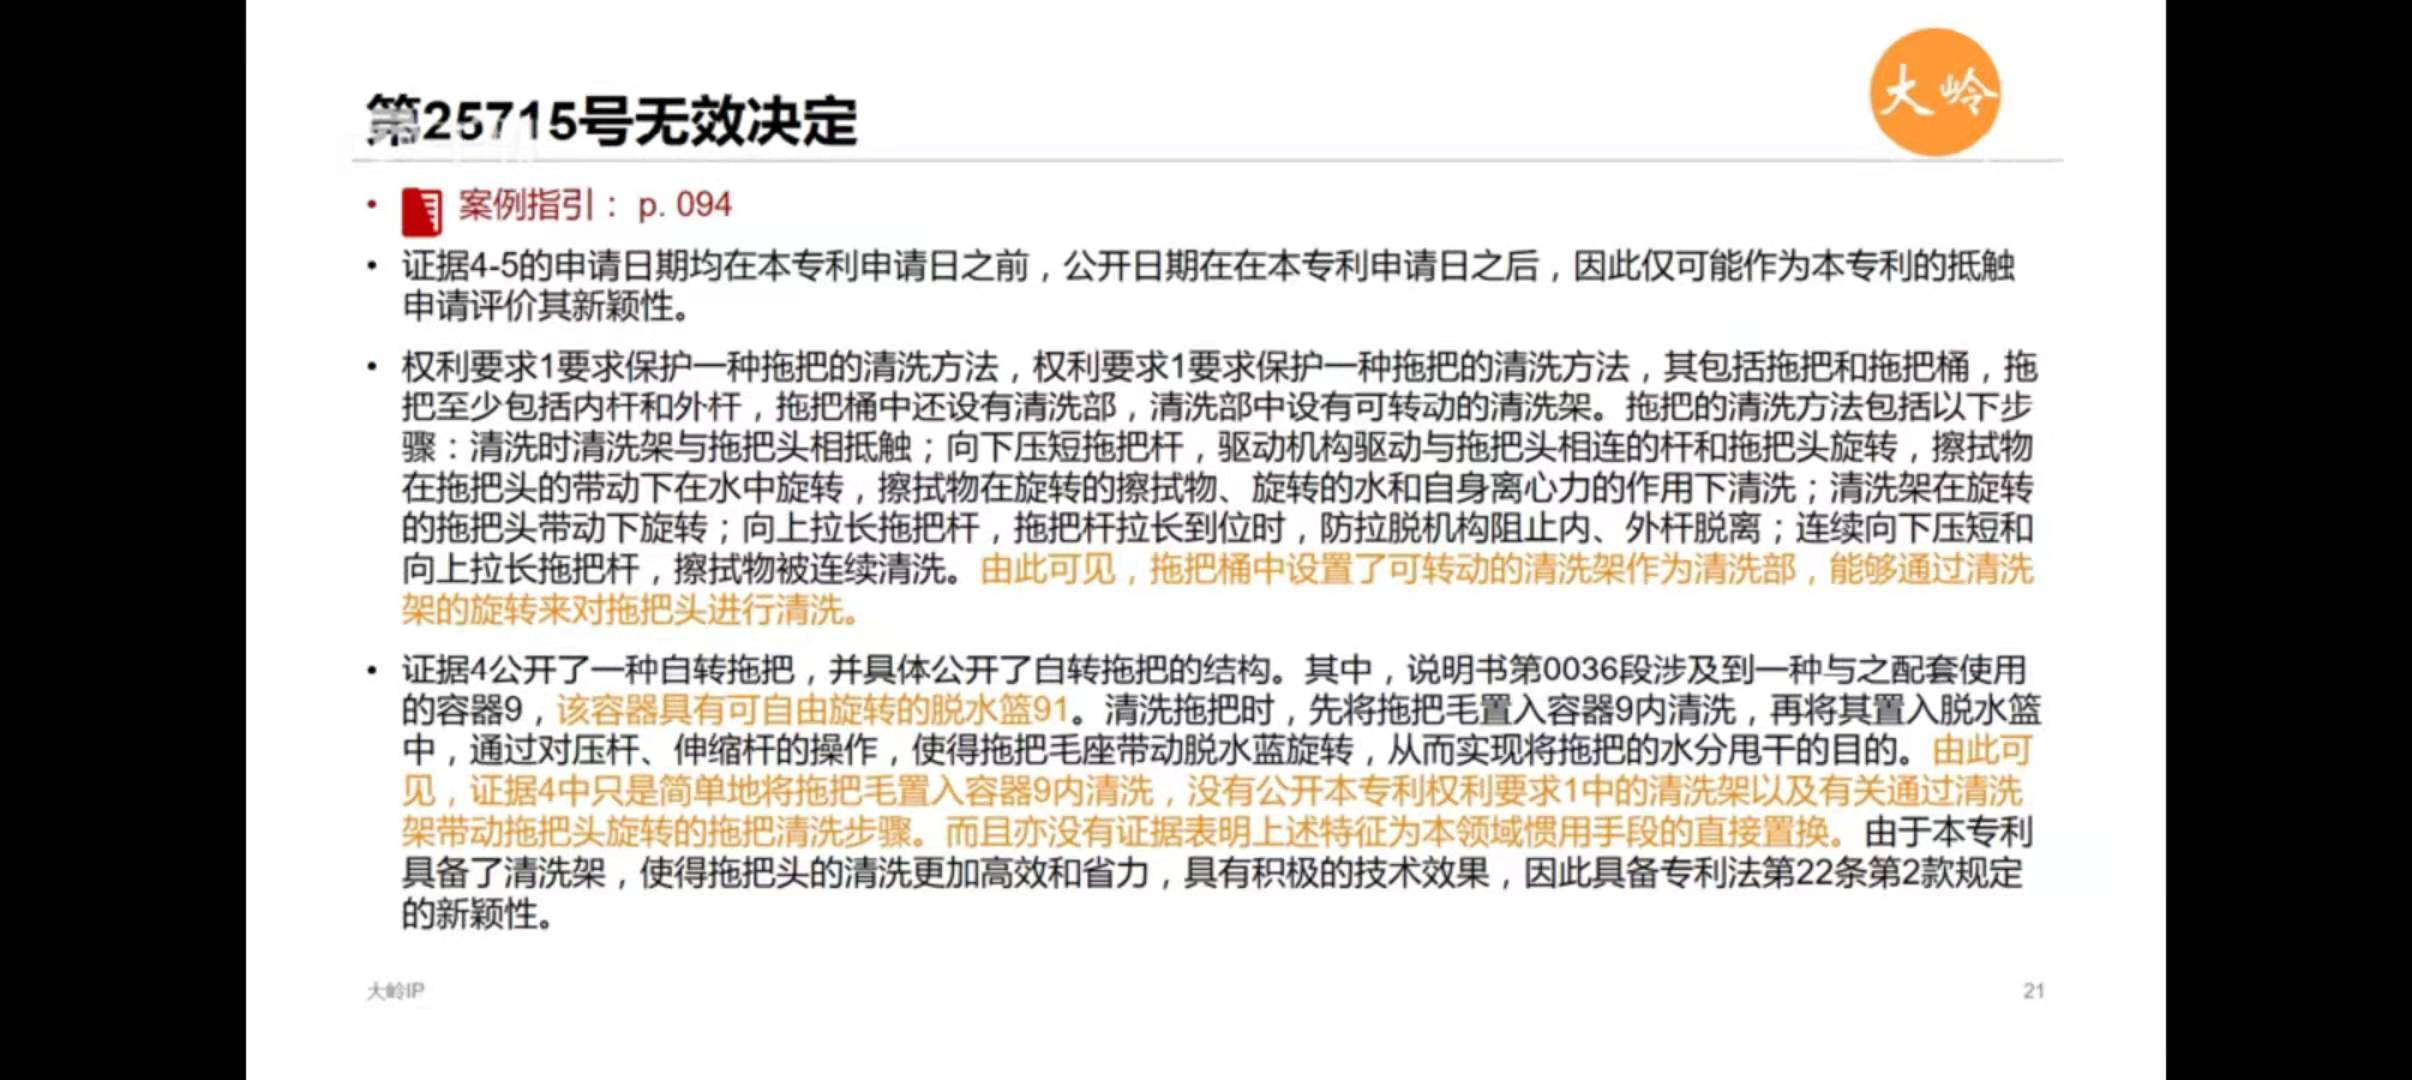 大岭
第25715号无效决定
• 案例指引： p. 094
• 证据4-5的申请日期均在本专利申请日之前，公开日期在在本专利申请日之后，因此仅可能作为本专利的抵触
申请评价其新颖性。
• 权利要求1要求保护一种拖把的清洗方法，权利要求1要求保护一种拖把的清洗方法，其包括拖把和拖把桶，拖
把至少包括内杆和外杆，拖把桶中还设有清洗部，清洗部中设有可转动的清洗架。拖把的清洗方法包括以下步
骤：清洗时清洗架与拖把头相抵触；向下压短拖把杆，驱动机构驱动与拖把头相连的杆和拖把头旋转，擦拭物
在拖把头的带动下在水中旋转，擦拭物在旋转的擦拭物、旋转的水和自身离心力的作用下清洗；清洗架在旋转
的拖把头带动下旋转；向上拉长拖把杆，拖把杆拉长到位时，防拉脱机构阻止内、外杆脱离；连续向下压短和
向上拉长拖把杆，擦拭物被连续清洗。由此可见，拖把桶中设置了可转动的清洗架作为清洗部，能够通过清洗
架的旋转来对拖把头进行清洗。
• 证据4公开了一种自转拖把，并具体公开了自转拖把的结构。其中，说明书第0036段涉及到一种与之配套使用
的容器9，该容器具有可自由旋转的脱水篮91。清洗拖把时，先将拖把毛置入容器9内清洗，再将其置入脱水篮
中，通过对压杆、伸缩杆的操作，使得拖把毛座带动脱水蓝旋转，从而实现将拖把的水分甩干的目的。由此可
见，证据4中只是简单地将拖把毛置入容器9内清洗，没有公开本专利权利要求1中的清洗架以及有关通过清洗
架带动拖把头旋转的拖把清洗步骤。而且亦没有证据表明上述特征为本领域惯用手段的直接置换。由于本专利
具备了清洗架，使得拖把头的清洗更加高效和省力，具有积极的技术效果，因此具备专利法第22条第2款规定
的新颖性。
大岭IP
21